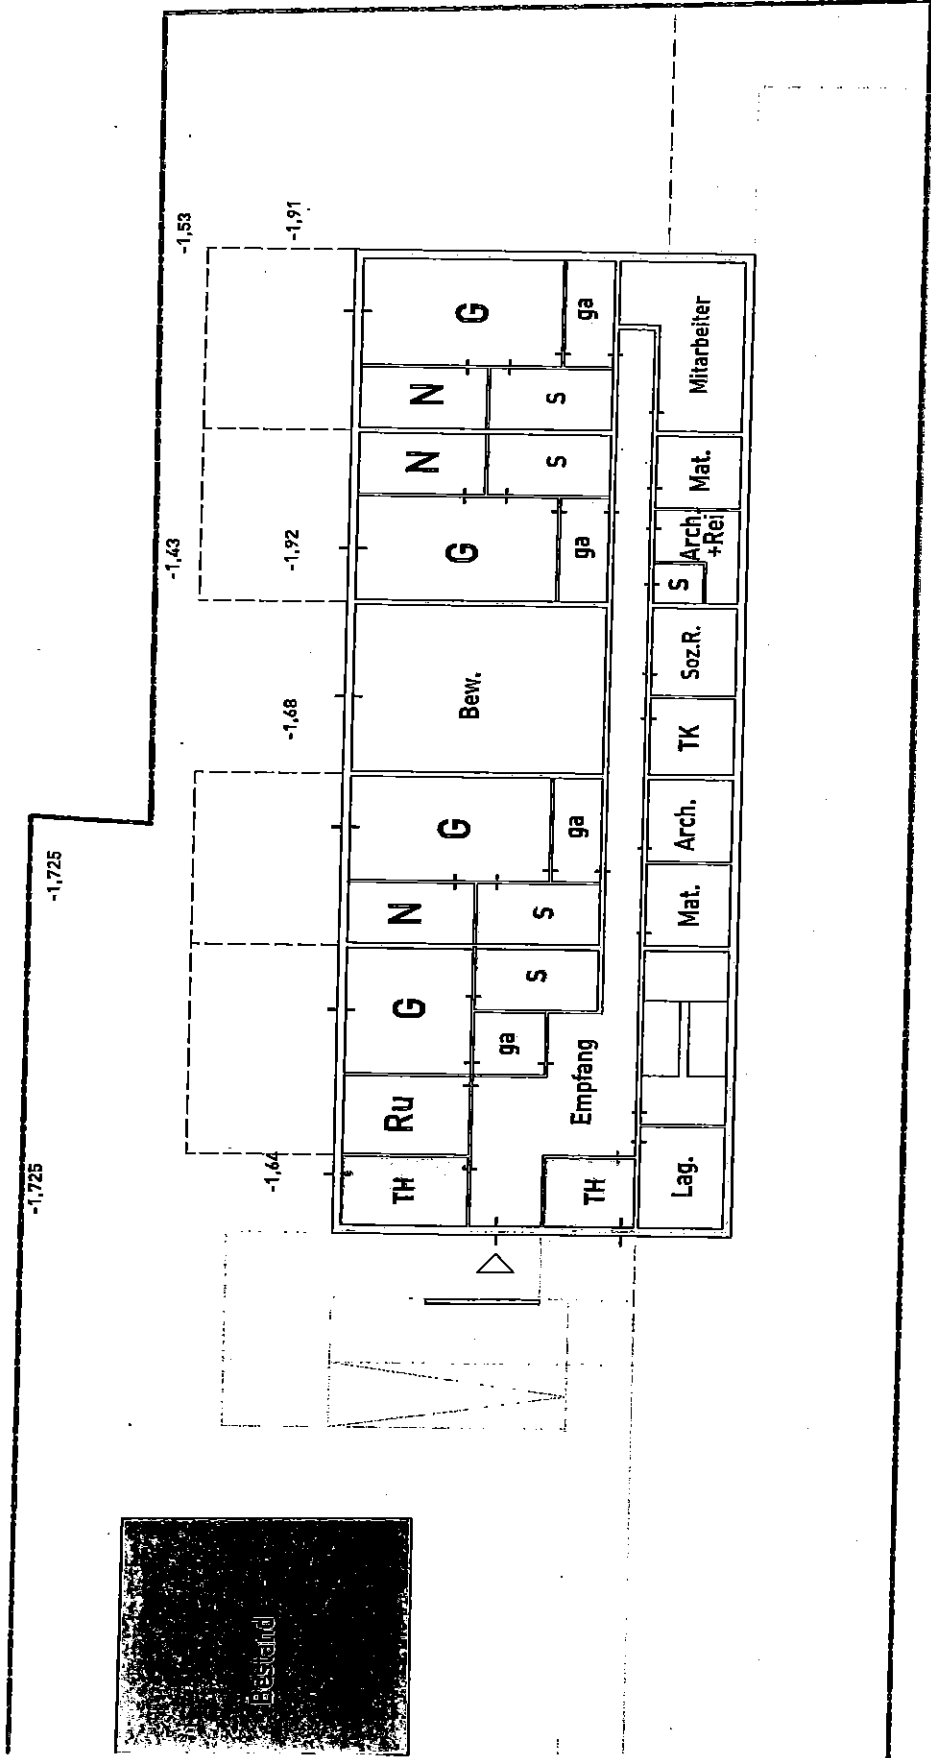 -1,725
-1,725
-1,64
-1,68
-1,43
-1,92
-1,53
-1,91
Bestand
TH
Ru
G
N
G
Bew.
G
N
N
G
ga
S
S
ga
ga
S
S
ga
Empfang
TH
Lag.
Mat.
Arch.
TK
Soz.R.
S
Arch.
+Rei
Mat.
Mitarbeiter